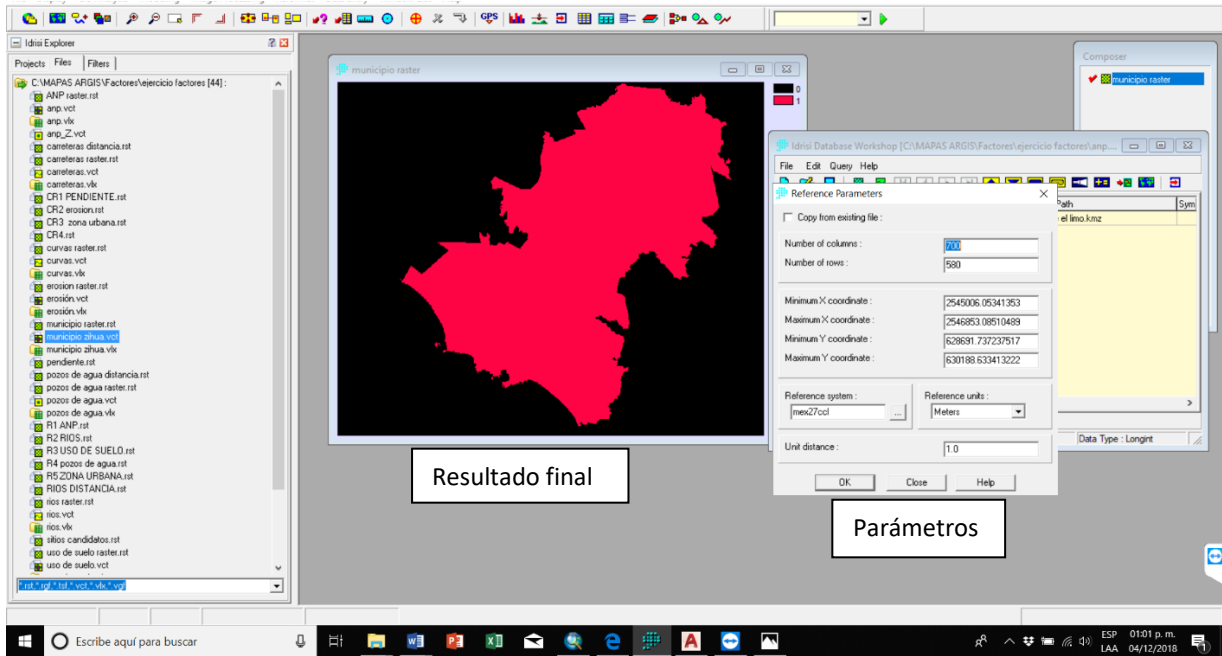 GPS
Idrisi Explorer
Projects Files Filters
C:\MAPAS ARGIS\Factores\ejercicio factores [44] :
ANP raster.rst
anp.vct
anp.vlx
anp_Z.vct
carreteras distancia.rst
carreteras raster.rst
carreteras.vct
carreteras.vlx
CR1 PENDIENTE.rst
CR2 erosion.rst
CR3 zona urbana.rst
CR4.rst
curvas raster.rst
curvas.vct
curvas.vlx
erosion raster.rst
erosión.vct
erosión.vlx
municipio raster.rst
municipio zihua.vct
municipio zihua.vlx
pendiente.rst
pozos de agua distancia.rst
pozos de agua raster.rst
pozos de agua.vct
pozos de agua.vlx
R1 ANP.rst
R2 RIOS.rst
R3 USO DE SUELO.rst
R4 pozos de agua.rst
R5 ZONA URBANA.rst
RIOS DISTANCIA.rst
rios raster.rst
rios.vct
rios.vlx
sitios candidatos.rst
uso de suelo raster.rst
uso de suelo.vct
*.rst,*.rgf,*.tsf,*.vct,*.vlx,*.vgf
municipio raster
0
1
Resultado final
Composer
municipio raster
Idrisi Database Workshop [C:\MAPAS ARGIS\Factores\ejercicio factores\anp....
File Edit Query Help
Path
Sym
el limo.kmz
Data Type : Longint
Reference Parameters
Copy from existing file :
Number of columns : 700
Number of rows : 580
Minimum X coordinate : 2545006.05341353
Maximum X coordinate : 2546853.08510489
Minimum Y coordinate : 628691.737237517
Maximum Y coordinate : 630188.633413222
Reference system :
mex27ccl ...
Reference units :
Meters
Unit distance : 1.0
OK Close Help
Parámetros
Escribe aquí para buscar
ESP
LAA
01:01 p. m.
04/12/2018